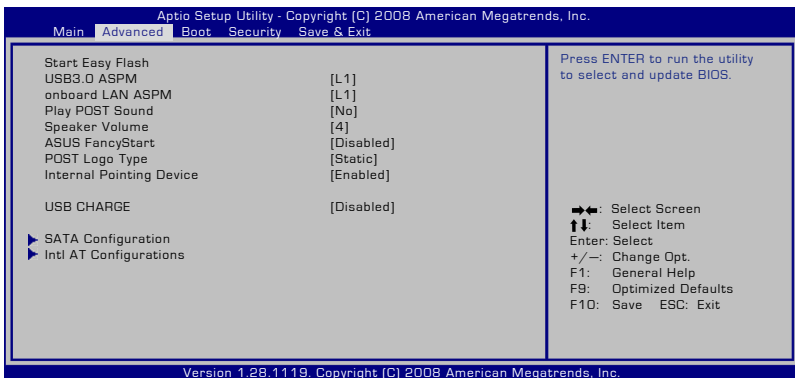 Aptio Setup Utility - Copyright (C) 2008 American Megatrends, Inc.
Main Advanced Boot Security Save & Exit
Start Easy Flash
USB3.0 ASPM [L1]
onboard LAN ASPM [L1]
Play POST Sound [No]
Speaker Volume [4]
ASUS FancyStart [Disabled]
POST Logo Type [Static]
Internal Pointing Device [Enabled]
USB CHARGE [Disabled]
SATA Configuration
Intl AT Configurations
Press ENTER to run the utility
to select and update BIOS.
→←: Select Screen
↑↓: Select Item
Enter: Select
+/—: Change Opt.
F1: General Help
F9: Optimized Defaults
F10: Save ESC: Exit
Version 1.28.1119. Copyright (C) 2008 American Megatrends, Inc.